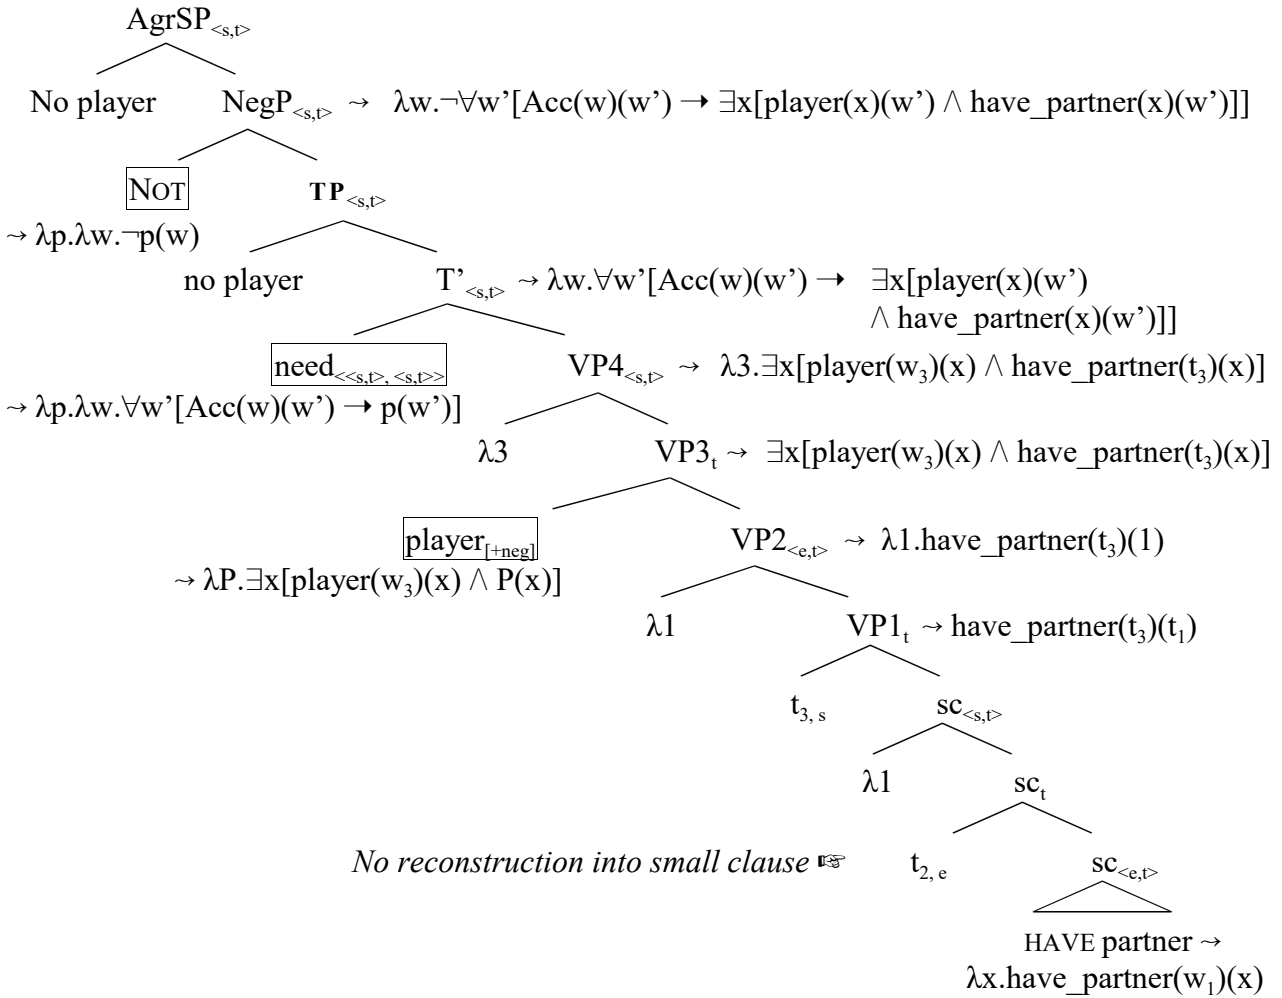 AgrSP<s,t>
No player NegP<s,t> ⤳ λw.¬∀w’[Acc(w)(w’) → ∃x[player(x)(w’) ∧ have_partner(x)(w’)]]
NOT TP<s,t>
⤳ λp.λw.¬p(w)
no player T’<s,t> ⤳ λw.∀w’[Acc(w)(w’) → ∃x[player(x)(w’)
∧ have_partner(x)(w’)]]
need<<s,t>, <s,t>> VP4<s,t> ⤳ λ3.∃x[player(w₃)(x) ∧ have_partner(t₃)(x)]
⤳ λp.λw.∀w’[Acc(w)(w’) → p(w’)]
λ3 VP3t ⤳ ∃x[player(w₃)(x) ∧ have_partner(t₃)(x)]
player[+neg] VP2<e,t> ⤳ λ1.have_partner(t₃)(1)
⤳ λP.∃x[player(w₃)(x) ∧ P(x)]
λ1 VP1t ⤳ have_partner(t₃)(t₁)
t₃, s sc<s,t>
λ1 sct
No reconstruction into small clause ☞ t₂, e sc<e,t>
HAVE partner ⤳
λx.have_partner(w₁)(x)